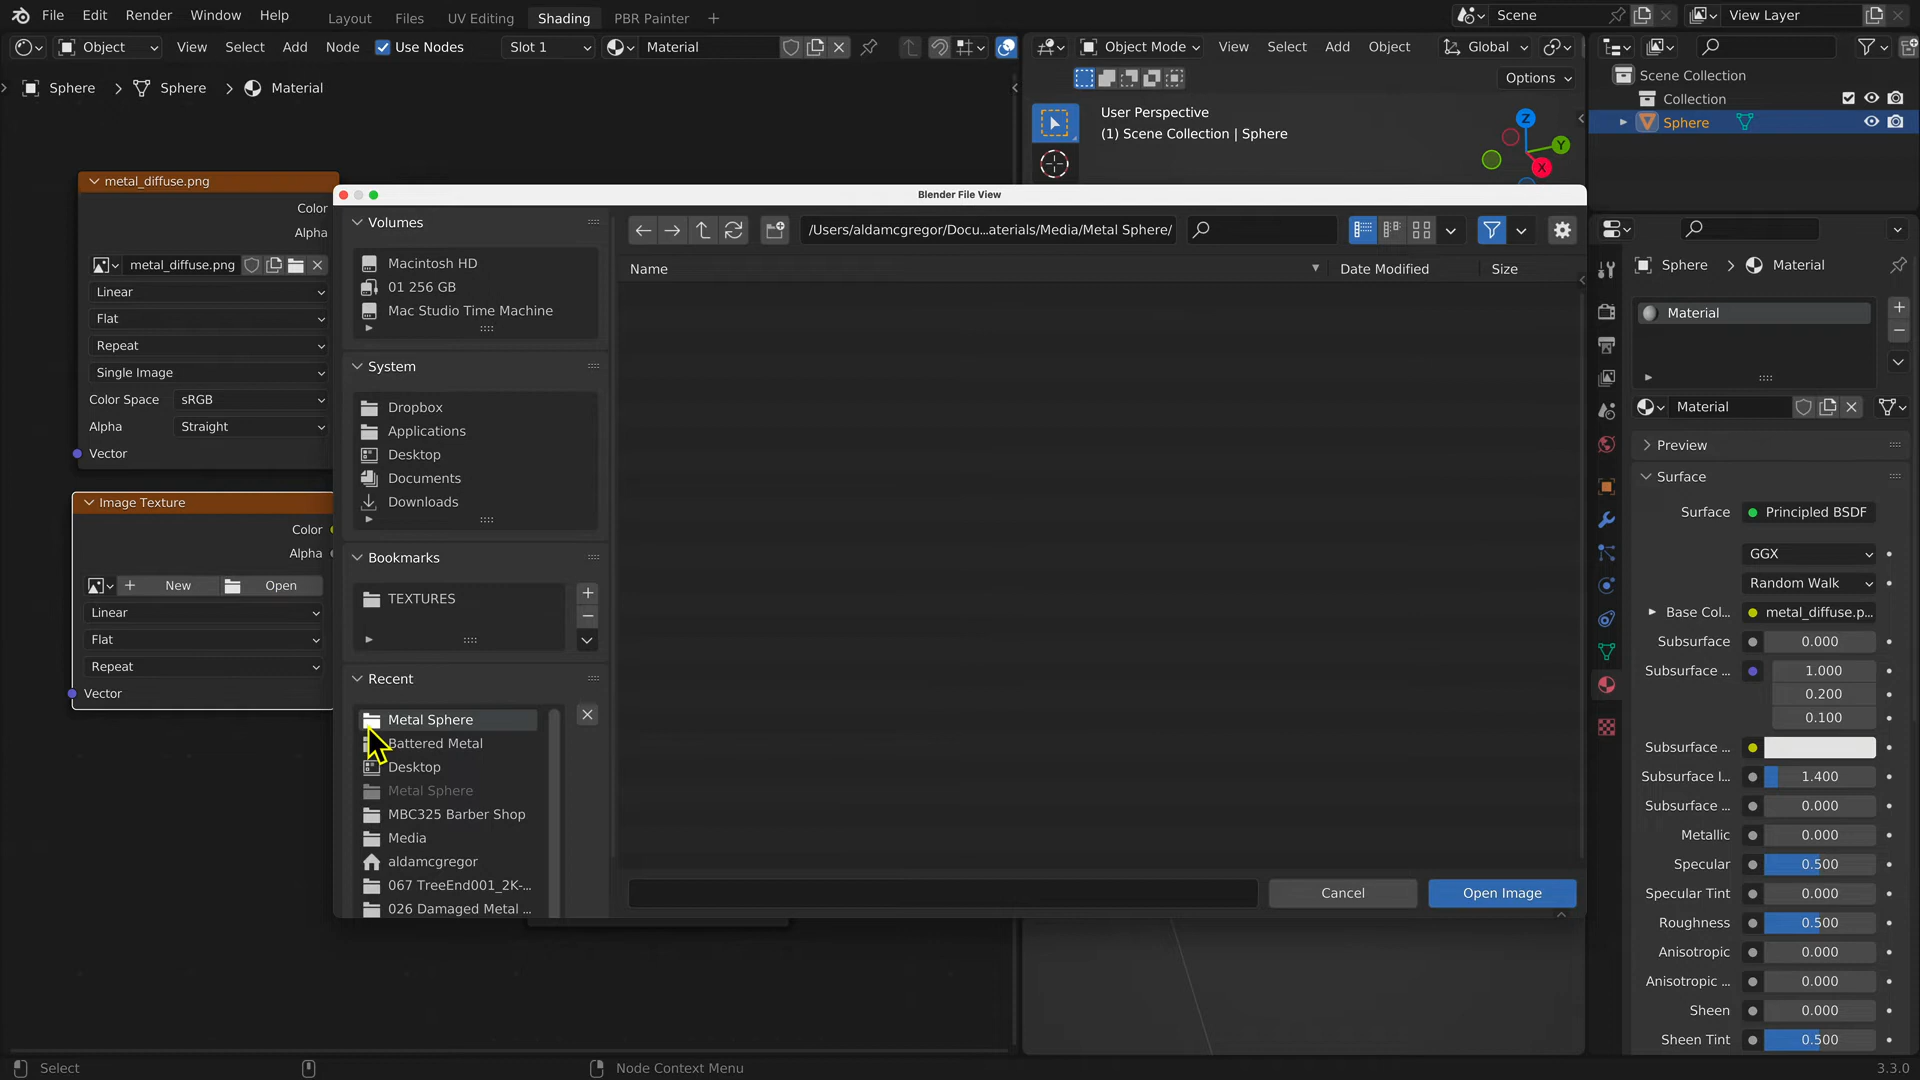 File Edit Render Window Help Layout Files UV Editing Shading PBR Painter + Scene View Layer
Object View Select Add Node Use Nodes Slot 1 Material Object Mode View Select Add Object Global
Options
Sphere > Sphere > Material
User Perspective
(1) Scene Collection | Sphere
Z
Y
X
Scene Collection
Collection
Sphere
metal_diffuse.png
Color
Alpha
metal_diffuse.png
Linear
Flat
Repeat
Single Image
Color Space sRGB
Alpha Straight
Vector
Image Texture
Color
Alpha
New Open
Linear
Flat
Repeat
Vector
Blender File View
Volumes
Macintosh HD
01 256 GB
Mac Studio Time Machine
System
Dropbox
Applications
Desktop
Documents
Downloads
Bookmarks
TEXTURES
Recent
Metal Sphere
Battered Metal
Desktop
Metal Sphere
MBC325 Barber Shop
Media
aldamcgregor
067 TreeEnd001_2K-...
026 Damaged Metal ...
/Users/aldamcgregor/Docu...aterials/Media/Metal Sphere/
Name Date Modified Size
Cancel Open Image
Sphere > Material
Material
Material
Preview
Surface
Surface Principled BSDF
GGX
Random Walk
Base Col... metal_diffuse.p...
Subsurface 0.000
Subsurface ... 1.000
0.200
0.100
Subsurface ...
Subsurface I... 1.400
Subsurface ... 0.000
Metallic 0.000
Specular 0.500
Specular Tint 0.000
Roughness 0.500
Anisotropic 0.000
Anisotropic ... 0.000
Sheen 0.000
Sheen Tint 0.500
Select Node Context Menu 3.3.0